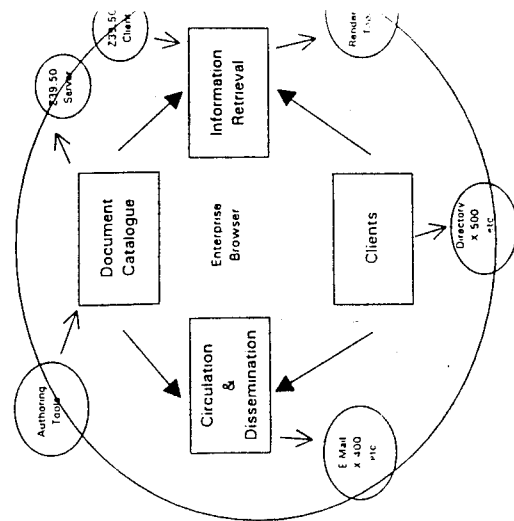 Authoring
Tools
Z39.50
Server
Document
Catalogue
Z39.50
Client
Circulation
&
Dissemination
Enterprise
Browser
Information
Retrieval
E Mail
X 400
etc
Clients
Render
Directory
X 500
etc